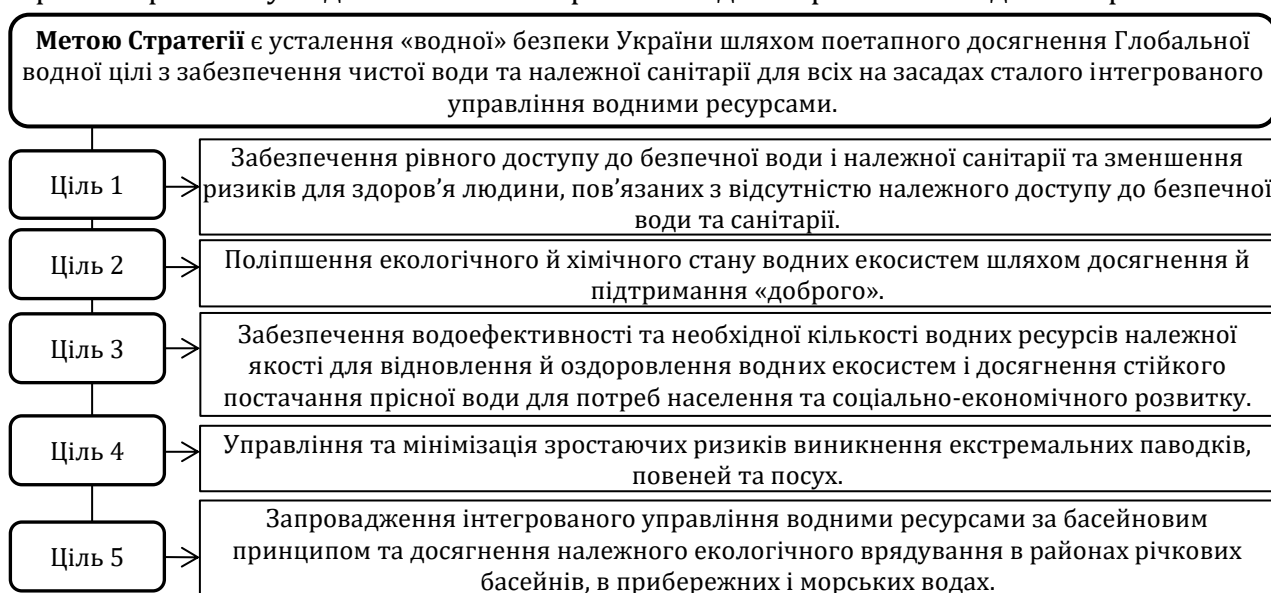 Метою Стратегії є усталення «водної» безпеки України шляхом поетапного досягнення Глобальної
водної цілі з забезпечення чистої води та належної санітарії для всіх на засадах сталого інтегрованого
управління водними ресурсами.
Ціль 1
Забезпечення рівного доступу до безпечної води і належної санітарії та зменшення
ризиків для здоров’я людини, пов’язаних з відсутністю належного доступу до безпечної
води та санітарії.
Ціль 2
Поліпшення екологічного й хімічного стану водних екосистем шляхом досягнення й
підтримання «доброго».
Ціль 3
Забезпечення водоефективності та необхідної кількості водних ресурсів належної
якості для відновлення й оздоровлення водних екосистем і досягнення стійкого
постачання прісної води для потреб населення та соціально-економічного розвитку.
Ціль 4
Управління та мінімізація зростаючих ризиків виникнення екстремальних паводків,
повеней та посух.
Ціль 5
Запровадження інтегрованого управління водними ресурсами за басейновим
принципом та досягнення належного екологічного врядування в районах річкових
басейнів, в прибережних і морських водах.